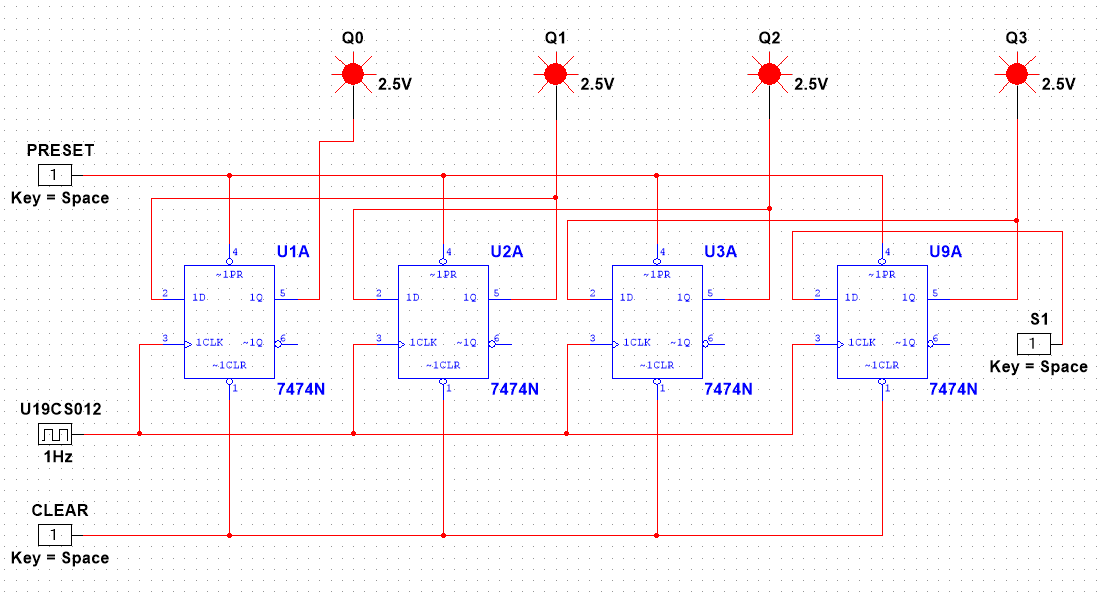 Q0
Q1
Q2
Q3
2.5V
2.5V
2.5V
2.5V
PRESET
1
Key = Space
U1A
U2A
U3A
U9A
4
4
4
4
~1PR
~1PR
~1PR
~1PR
2
1D
1Q
5
2
1D
1Q
5
2
1D
1Q
5
2
1D
1Q
5
S1
1
Key = Space
3
1CLK
~1Q
6
3
1CLK
~1Q
6
3
1CLK
~1Q
6
3
1CLK
~1Q
6
~1CLR
~1CLR
~1CLR
~1CLR
1
1
1
1
7474N
7474N
7474N
7474N
U19CS012
1Hz
CLEAR
1
Key = Space